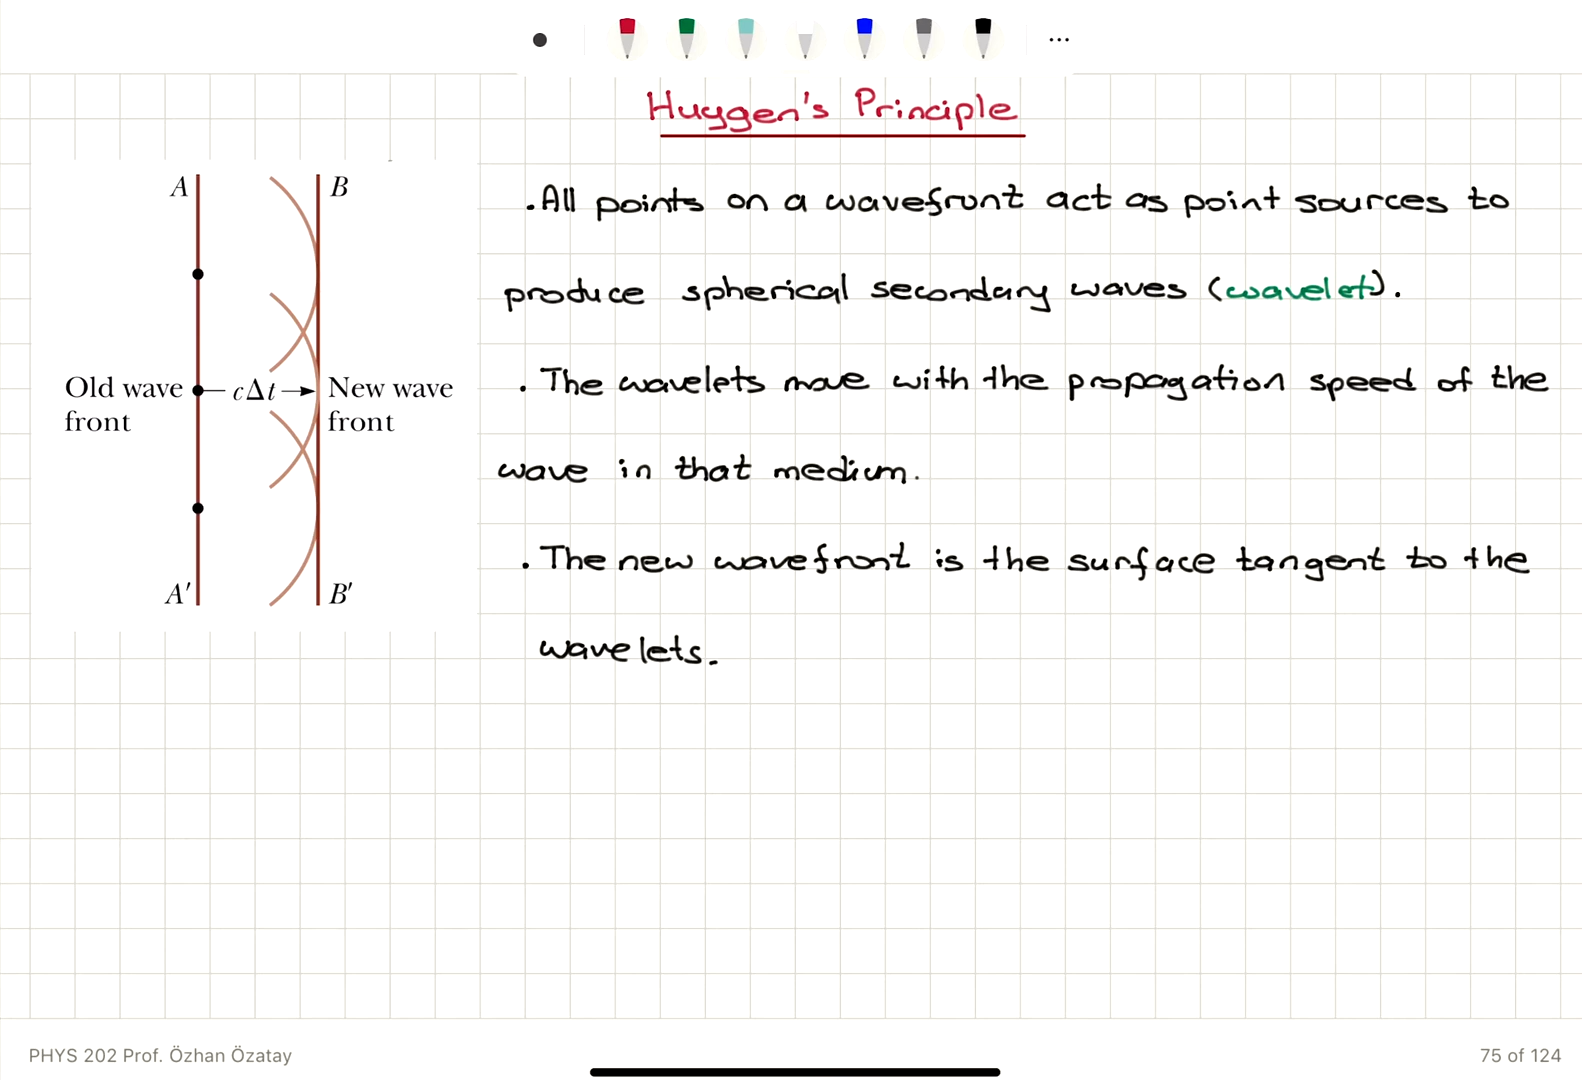 Huygen's Principle
A
B
.All points on a wavefront act as point sources to
produce spherical secondary waves (wavelet).
Old wave
front
cΔt
New wave
front
. The wavelets move with the propagation speed of the
wave in that medium.
. The new wavefront is the surface tangent to the
wavelets.
A'
B'
PHYS 202 Prof. Özhan Özatay
75 of 124
...